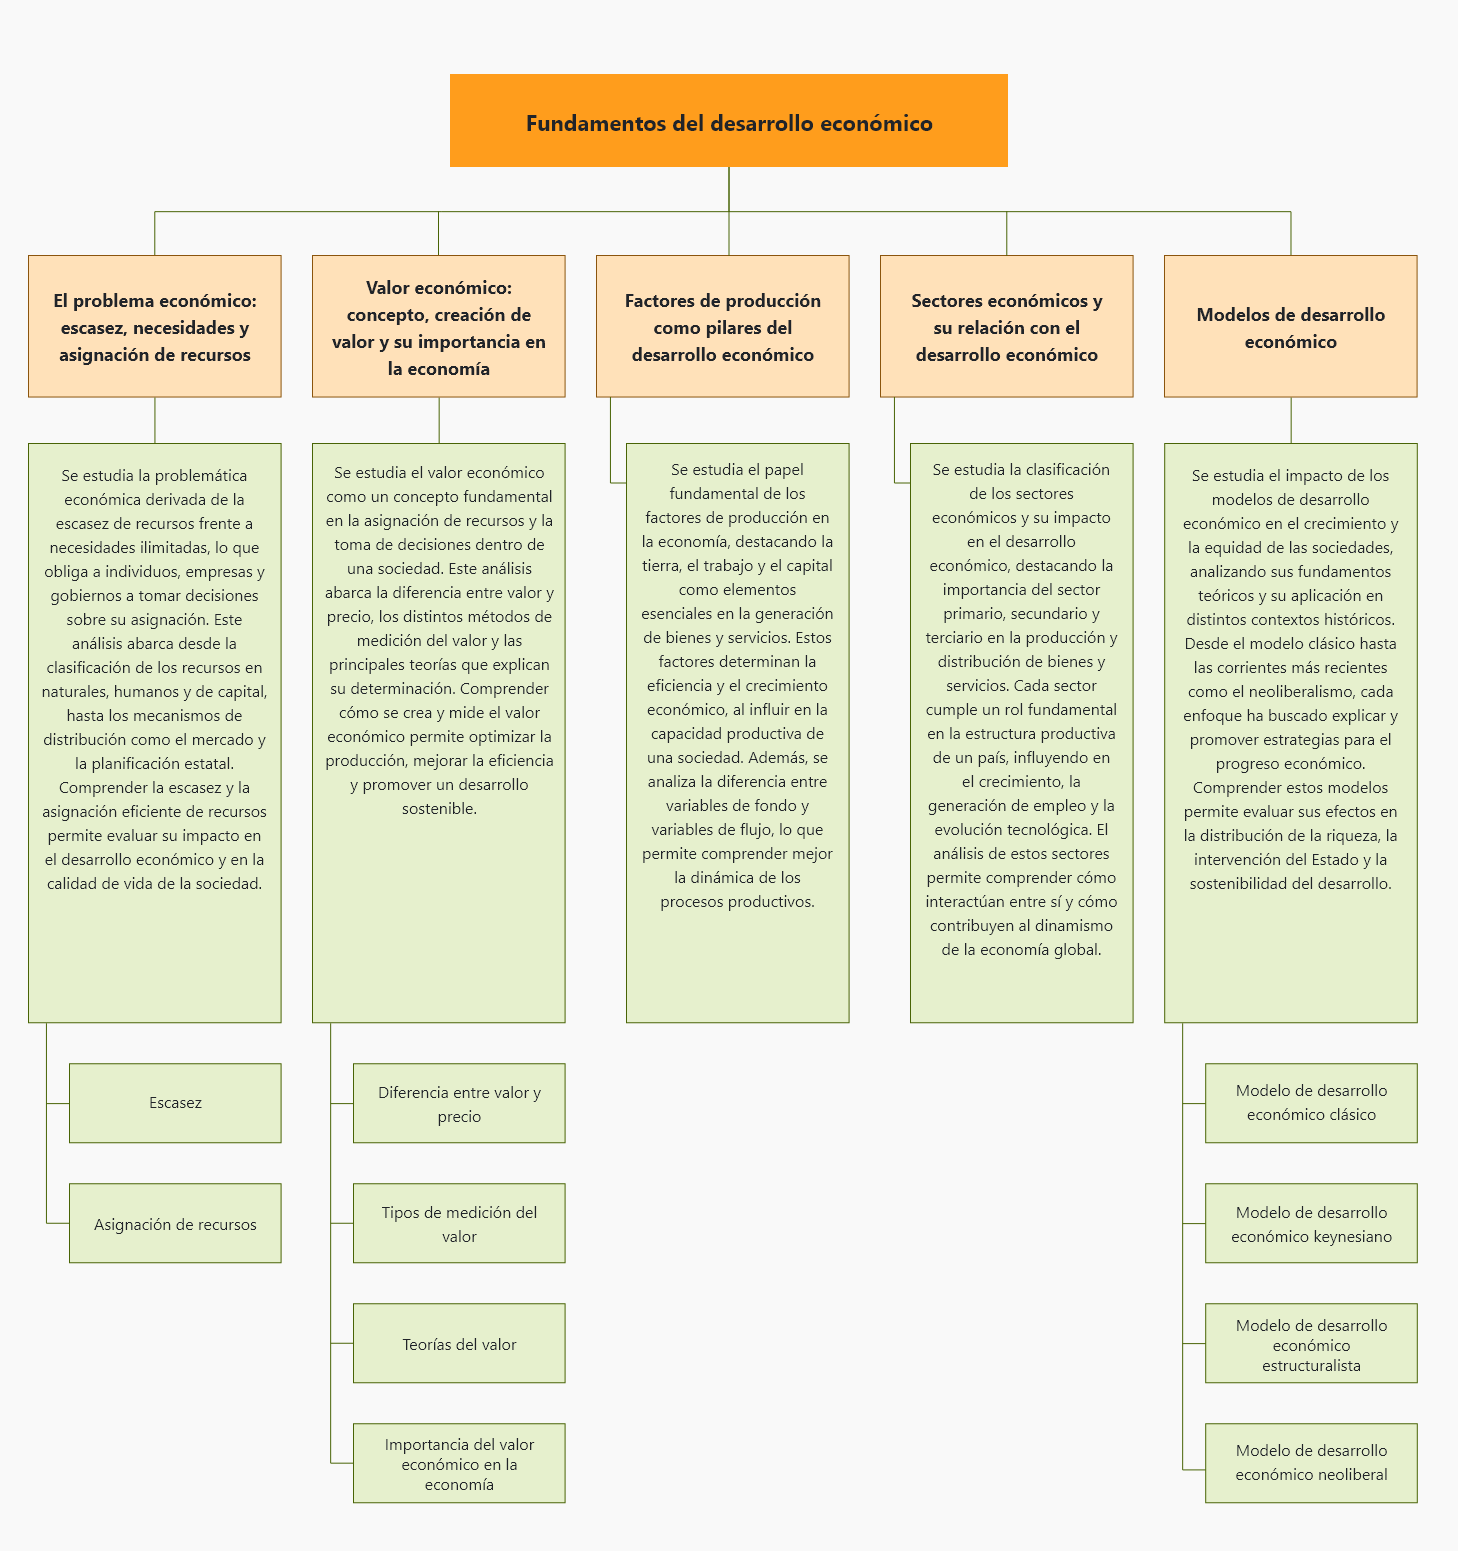 Fundamentos del desarrollo económico
El problema económico:
escasez, necesidades y
asignación de recursos
Valor económico:
concepto, creación de
valor y su importancia en
la economía
Factores de producción
como pilares del
desarrollo económico
Sectores económicos y
su relación con el
desarrollo económico
Modelos de desarrollo
económico
Se estudia la problemática
económica derivada de la
escasez de recursos frente a
necesidades ilimitadas, lo que
obliga a individuos, empresas y
gobiernos a tomar decisiones
sobre su asignación. Este
análisis abarca desde la
clasificación de los recursos en
naturales, humanos y de capital,
hasta los mecanismos de
distribución como el mercado y
la planificación estatal.
Comprender la escasez y la
asignación eficiente de recursos
permite evaluar su impacto en
el desarrollo económico y en la
calidad de vida de la sociedad.
Se estudia el valor económico
como un concepto fundamental
en la asignación de recursos y la
toma de decisiones dentro de
una sociedad. Este análisis
abarca la diferencia entre valor y
precio, los distintos métodos de
medición del valor y las
principales teorías que explican
su determinación. Comprender
cómo se crea y mide el valor
económico permite optimizar la
producción, mejorar la eficiencia
y promover un desarrollo
sostenible.
Se estudia el papel
fundamental de los
factores de producción en
la economía, destacando la
tierra, el trabajo y el capital
como elementos
esenciales en la generación
de bienes y servicios. Estos
factores determinan la
eficiencia y el crecimiento
económico, al influir en la
capacidad productiva de
una sociedad. Además, se
analiza la diferencia entre
variables de fondo y
variables de flujo, lo que
permite comprender mejor
la dinámica de los
procesos productivos.
Se estudia la clasificación
de los sectores
económicos y su impacto
en el desarrollo
económico, destacando la
importancia del sector
primario, secundario y
terciario en la producción y
distribución de bienes y
servicios. Cada sector
cumple un rol fundamental
en la estructura productiva
de un país, influyendo en
el crecimiento, la
generación de empleo y la
evolución tecnológica. El
análisis de estos sectores
permite comprender cómo
interactúan entre sí y cómo
contribuyen al dinamismo
de la economía global.
Se estudia el impacto de los
modelos de desarrollo
económico en el crecimiento y
la equidad de las sociedades,
analizando sus fundamentos
teóricos y su aplicación en
distintos contextos históricos.
Desde el modelo clásico hasta
las corrientes más recientes
como el neoliberalismo, cada
enfoque ha buscado explicar y
promover estrategias para el
progreso económico.
Comprender estos modelos
permite evaluar sus efectos en
la distribución de la riqueza, la
intervención del Estado y la
sostenibilidad del desarrollo.
Escasez
Asignación de recursos
Diferencia entre valor y
precio
Tipos de medición del
valor
Teorías del valor
Importancia del valor
económico en la
economía
Modelo de desarrollo
económico clásico
Modelo de desarrollo
económico keynesiano
Modelo de desarrollo
económico
estructuralista
Modelo de desarrollo
económico neoliberal